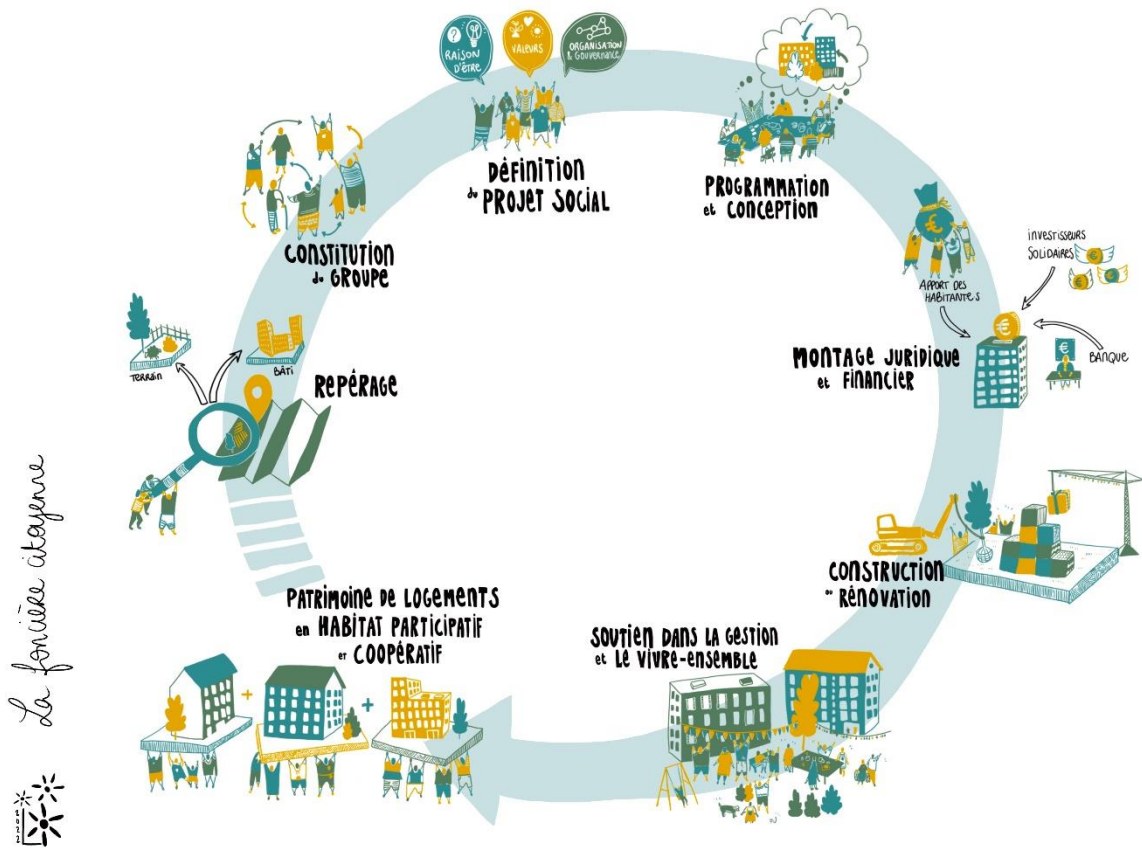 RAISON
D'ÊTRE
?
VALEURS
ORGANISATION
& GOUVERNANCE
DÉFINITION
du PROJET SOCIAL
PROGRAMMATION
et CONCEPTION
CONSTITUTION
du GROUPE
€
APPORT DES
HABITANT·E·S
INVESTISSEURS
SOLIDAIRES
€
€
€
€
€
BANQUE
MONTAGE JURIDIQUE
et FINANCIER
TERRAIN
BÂTI
REPÉRAGE
CONSTRUCTION
ou RÉNOVATION
PATRIMOINE DE LOGEMENTS
en HABITAT PARTICIPATIF
et COOPÉRATIF
+
+
SOUTIEN DANS LA GESTION
et LE VIVRE-ENSEMBLE
La foncière citoyenne
2022